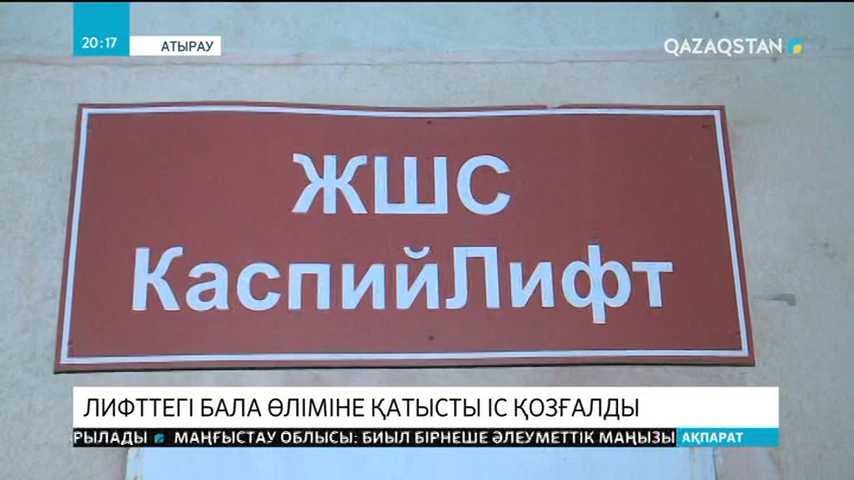 20:17
АТЫРАУ
QAZAQSTAN
ЖШС
КаспийЛифт
ЛИФТТЕГІ БАЛА ӨЛІМІНЕ ҚАТЫСТЫ ІС ҚОЗҒАЛДЫ
РЫЛАДЫ МАҢҒЫСТАУ ОБЛЫСЫ: БИЫЛ БІРНЕШЕ ӘЛЕУМЕТТІК МАҢЫЗЫ АҚПАРАТ